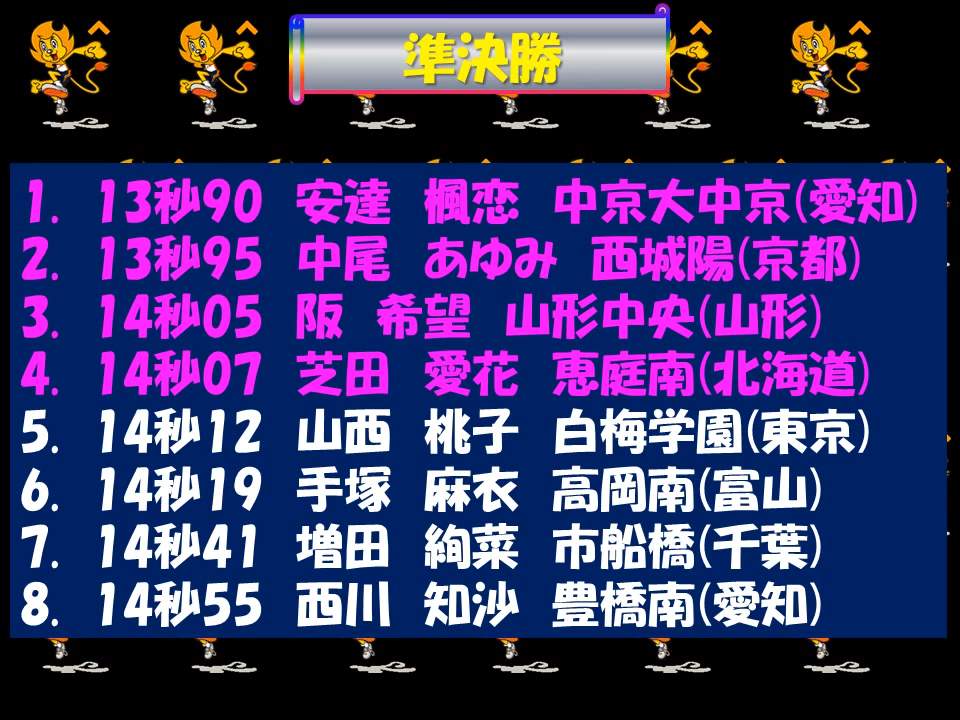 準決勝
1. 13秒90 安達 楓恋 中京大中京(愛知)
2. 13秒95 中尾 あゆみ 西城陽(京都)
3. 14秒05 阪 希望 山形中央(山形)
4. 14秒07 芝田 愛花 恵庭南(北海道)
5. 14秒12 山西 桃子 白梅学園(東京)
6. 14秒19 手塚 麻衣 高岡南(富山)
7. 14秒41 増田 絢菜 市船橋(千葉)
8. 14秒55 西川 知沙 豊橋南(愛知)